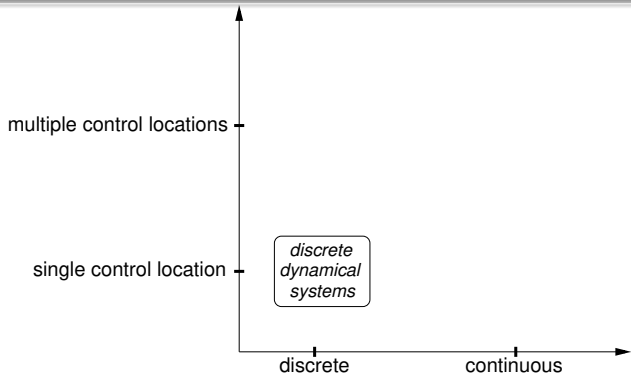 multiple control locations
single control location
discrete
dynamical
systems
discrete
continuous